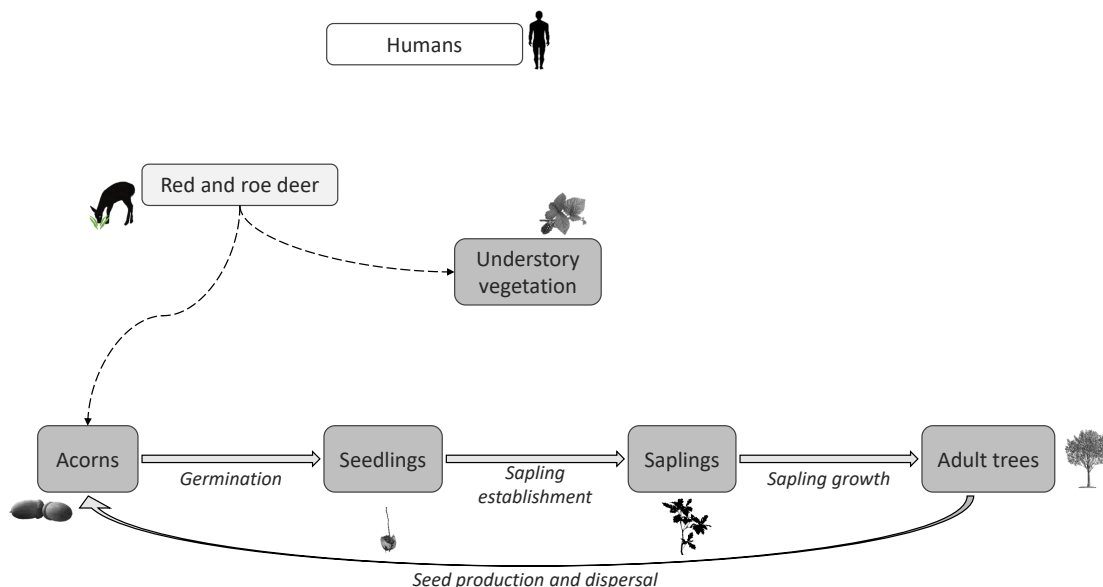 Humans
Red and roe deer
Understory
vegetation
Acorns
Germination
Seedlings
Sapling
establishment
Saplings
Sapling growth
Adult trees
Seed production and dispersal